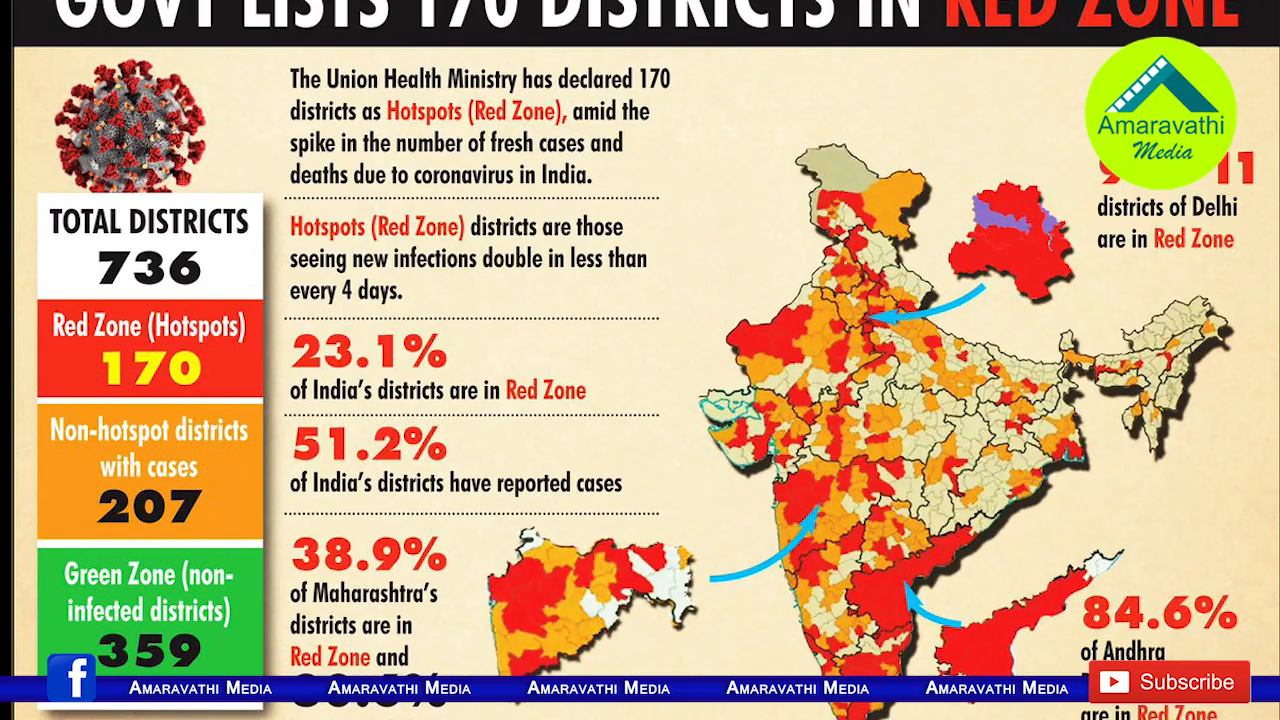 GOVT LISTS 170 DISTRICTS IN RED ZONE
The Union Health Ministry has declared 170
districts as Hotspots (Red Zone), amid the
spike in the number of fresh cases and
deaths due to coronavirus in India.
Hotspots (Red Zone) districts are those
seeing new infections double in less than
every 4 days.
23.1%
of India's districts are in Red Zone
51.2%
of India's districts have reported cases
38.9%
of Maharashtra's
districts are in
Red Zone and
TOTAL DISTRICTS
736
Red Zone (Hotspots)
170
Non-hotspot districts
with cases
207
Green Zone (non-
infected districts)
359
Amaravathi
Media
11
districts of Delhi
are in Red Zone
84.6%
of Andhra
are in Red Zone
f
AMARAVATHI MEDIA AMARAVATHI MEDIA AMARAVATHI MEDIA AMARAVATHI MEDIA AMARAVATHI MEDIA
Subscribe